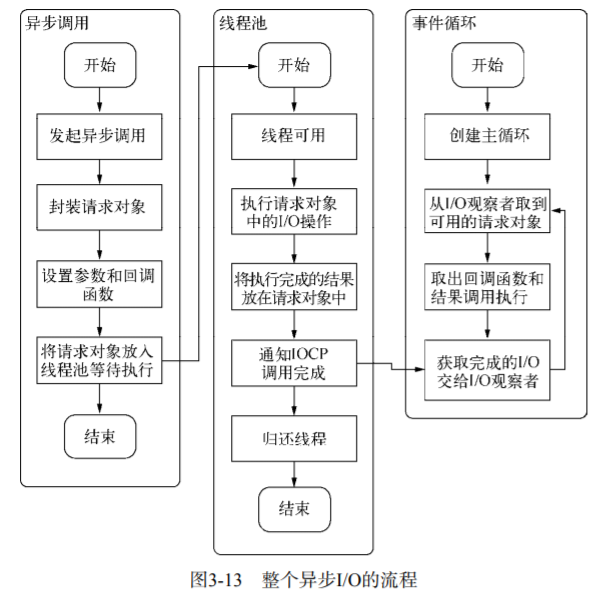 异步调用
开始
发起异步调用
封装请求对象
设置参数和回调
函数
将请求对象放入
线程池等待执行
结束
线程池
开始
线程可用
执行请求对象
中的I/O操作
将执行完成的结果
放在请求对象中
通知IOCP
调用完成
归还线程
结束
事件循环
开始
创建主循环
从I/O观察者取到
可用的请求对象
取出回调函数和
结果调用执行
获取完成的I/O
交给I/O观察者
图3-13 整个异步I/O的流程